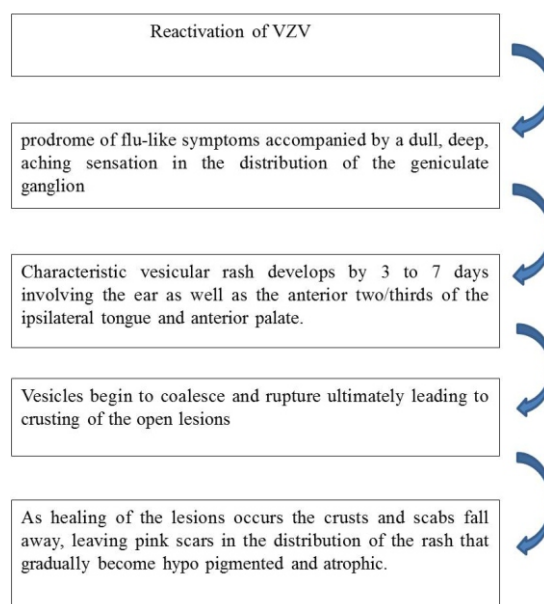 Reactivation of VZV
prodrome of flu-like symptoms accompanied by a dull, deep,
aching sensation in the distribution of the geniculate
ganglion
Characteristic vesicular rash develops by 3 to 7 days
involving the ear as well as the anterior two/thirds of the
ipsilateral tongue and anterior palate.
Vesicles begin to coalesce and rupture ultimately leading to
crusting of the open lesions
As healing of the lesions occurs the crusts and scabs fall
away, leaving pink scars in the distribution of the rash that
gradually become hypo pigmented and atrophic.